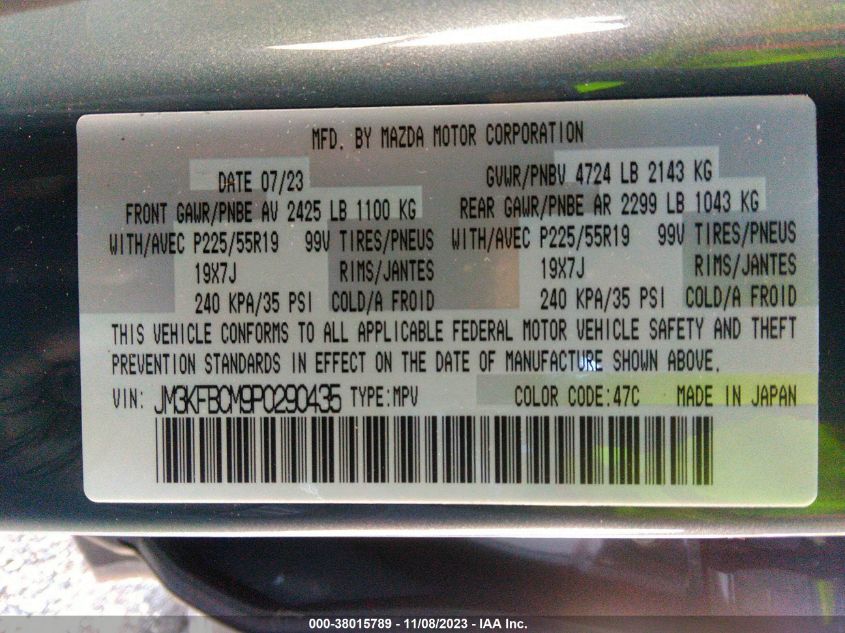 MFD. BY MAZDA MOTOR CORPORATION
DATE 07/23 GVWR/PNBV 4724 LB 2143 KG
FRONT GAWR/PNBE AV 2425 LB 1100 KG REAR GAWR/PNBE AR 2299 LB 1043 KG
WITH/AVEC P225/55R19 99V TIRES/PNEUS WITH/AVEC P225/55R19 99V TIRES/PNEUS
19X7J RIMS/JANTES 19X7J RIMS/JANTES
240 KPA/35 PSI COLD/A FROID 240 KPA/35 PSI COLD/A FROID
THIS VEHICLE CONFORMS TO ALL APPLICABLE FEDERAL MOTOR VEHICLE SAFETY AND THEFT
PREVENTION STANDARDS IN EFFECT ON THE DATE OF MANUFACTURE SHOWN ABOVE.
VIN: JM3KFBCM9P0290435 TYPE:MPV COLOR CODE:47C MADE IN JAPAN
000-38015789 - 11/08/2023 - IAA Inc.